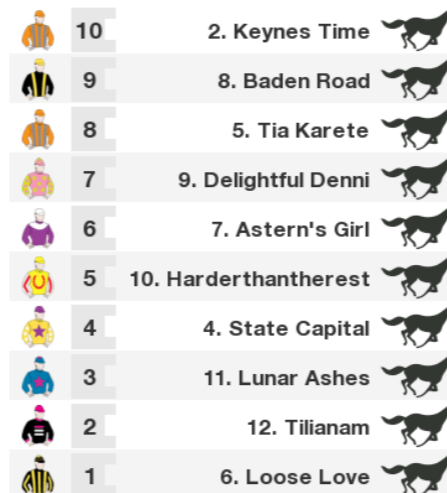 10 2. Keynes Time
9 8. Baden Road
8 5. Tia Karete
7 9. Delightful Denni
6 7. Astern's Girl
5 10. Harderthantherest
4 4. State Capital
3 11. Lunar Ashes
2 12. Tilianam
1 6. Loose Love